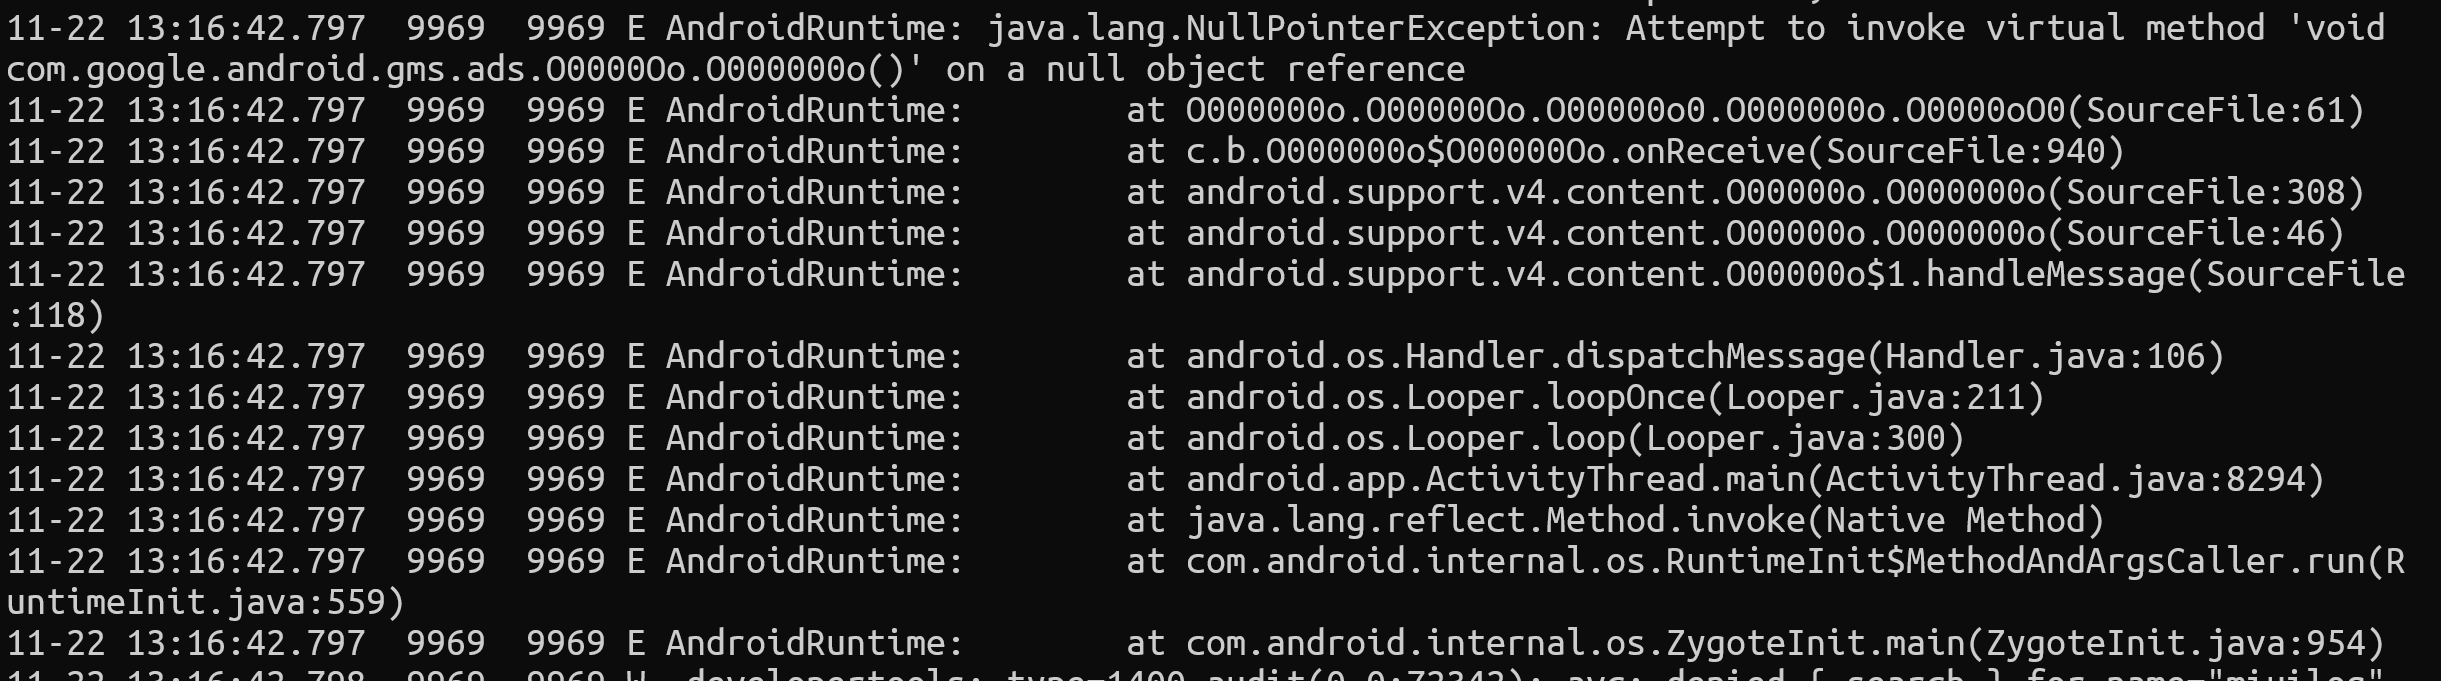 11-22 13:16:42.797  9969  9969 E AndroidRuntime: java.lang.NullPointerException: Attempt to invoke virtual method 'void
com.google.android.gms.ads.O00000Oo.O000000o()' on a null object reference
11-22 13:16:42.797  9969  9969 E AndroidRuntime:        at O000000o.O00000Oo.O00000o0.O000000o.O0000oO0(SourceFile:61)
11-22 13:16:42.797  9969  9969 E AndroidRuntime:        at c.b.O000000o$O00000Oo.onReceive(SourceFile:940)
11-22 13:16:42.797  9969  9969 E AndroidRuntime:        at android.support.v4.content.O00000o.O000000o(SourceFile:308)
11-22 13:16:42.797  9969  9969 E AndroidRuntime:        at android.support.v4.content.O00000o.O000000o(SourceFile:46)
11-22 13:16:42.797  9969  9969 E AndroidRuntime:        at android.support.v4.content.O00000o$1.handleMessage(SourceFile
:118)
11-22 13:16:42.797  9969  9969 E AndroidRuntime:        at android.os.Handler.dispatchMessage(Handler.java:106)
11-22 13:16:42.797  9969  9969 E AndroidRuntime:        at android.os.Looper.loopOnce(Looper.java:211)
11-22 13:16:42.797  9969  9969 E AndroidRuntime:        at android.os.Looper.loop(Looper.java:300)
11-22 13:16:42.797  9969  9969 E AndroidRuntime:        at android.app.ActivityThread.main(ActivityThread.java:8294)
11-22 13:16:42.797  9969  9969 E AndroidRuntime:        at java.lang.reflect.Method.invoke(Native Method)
11-22 13:16:42.797  9969  9969 E AndroidRuntime:        at com.android.internal.os.RuntimeInit$MethodAndArgsCaller.run(R
untimeInit.java:559)
11-22 13:16:42.797  9969  9969 E AndroidRuntime:        at com.android.internal.os.ZygoteInit.main(ZygoteInit.java:954)